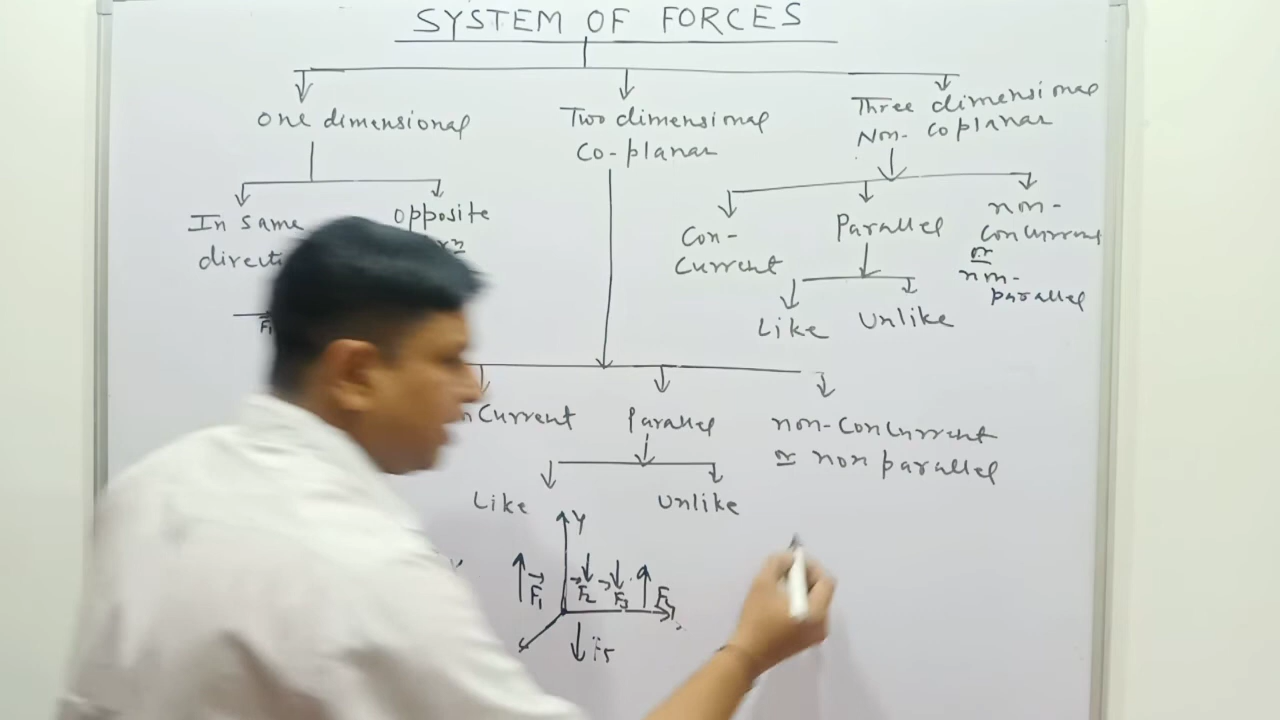 SYSTEM OF FORCES
one dimensional
Two dimensional
Co-planar
Three dimensional
Non-Coplanar
In same
directi
opposite
Con-
Current
Parallel
non-
concurrent
or
non-
parallel
Like
Unlike
F₁
nCurrent
Parallel
non-concurrent
or non parallel
Like
Unlike
Y
F₁
F₂
F₃
F₅